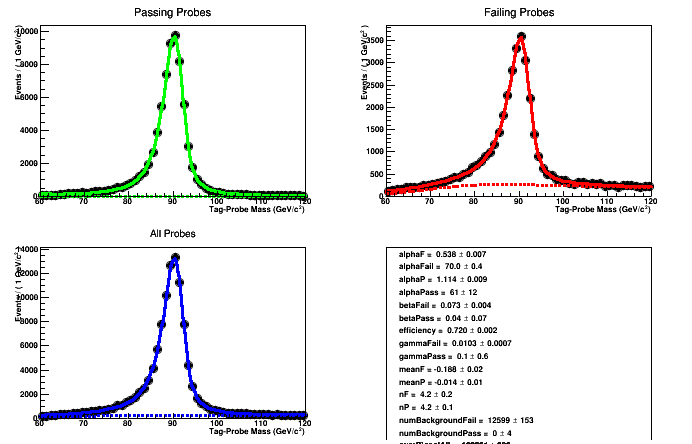 Passing Probes
Events / ( 1 GeV/c² )
10000
8000
6000
4000
2000
0
60 70 80 90 100 110 120
Tag-Probe Mass (GeV/c²)
Failing Probes
Events / ( 1 GeV/c² )
3500
3000
2500
2000
1500
1000
500
60 70 80 90 100 110 120
Tag-Probe Mass (GeV/c²)
All Probes
Events / ( 1 GeV/c² )
14000
12000
10000
8000
6000
4000
2000
0
60 70 80 90 100 110 120
Tag-Probe Mass (GeV/c²)
alphaF = 0.538 ± 0.007
alphaFail = 70.0 ± 0.4
alphaP = 1.114 ± 0.009
alphaPass = 61 ± 12
betaFail = 0.073 ± 0.004
betaPass = 0.04 ± 0.07
efficiency = 0.720 ± 0.002
gammaFail = 0.0103 ± 0.0007
gammaPass = 0.1 ± 0.6
meanF = -0.188 ± 0.02
meanP = -0.014 ± 0.01
nF = 4.2 ± 0.2
nP = 4.2 ± 0.1
numBackgroundFail = 12599 ± 153
numBackgroundPass = 0 ± 4